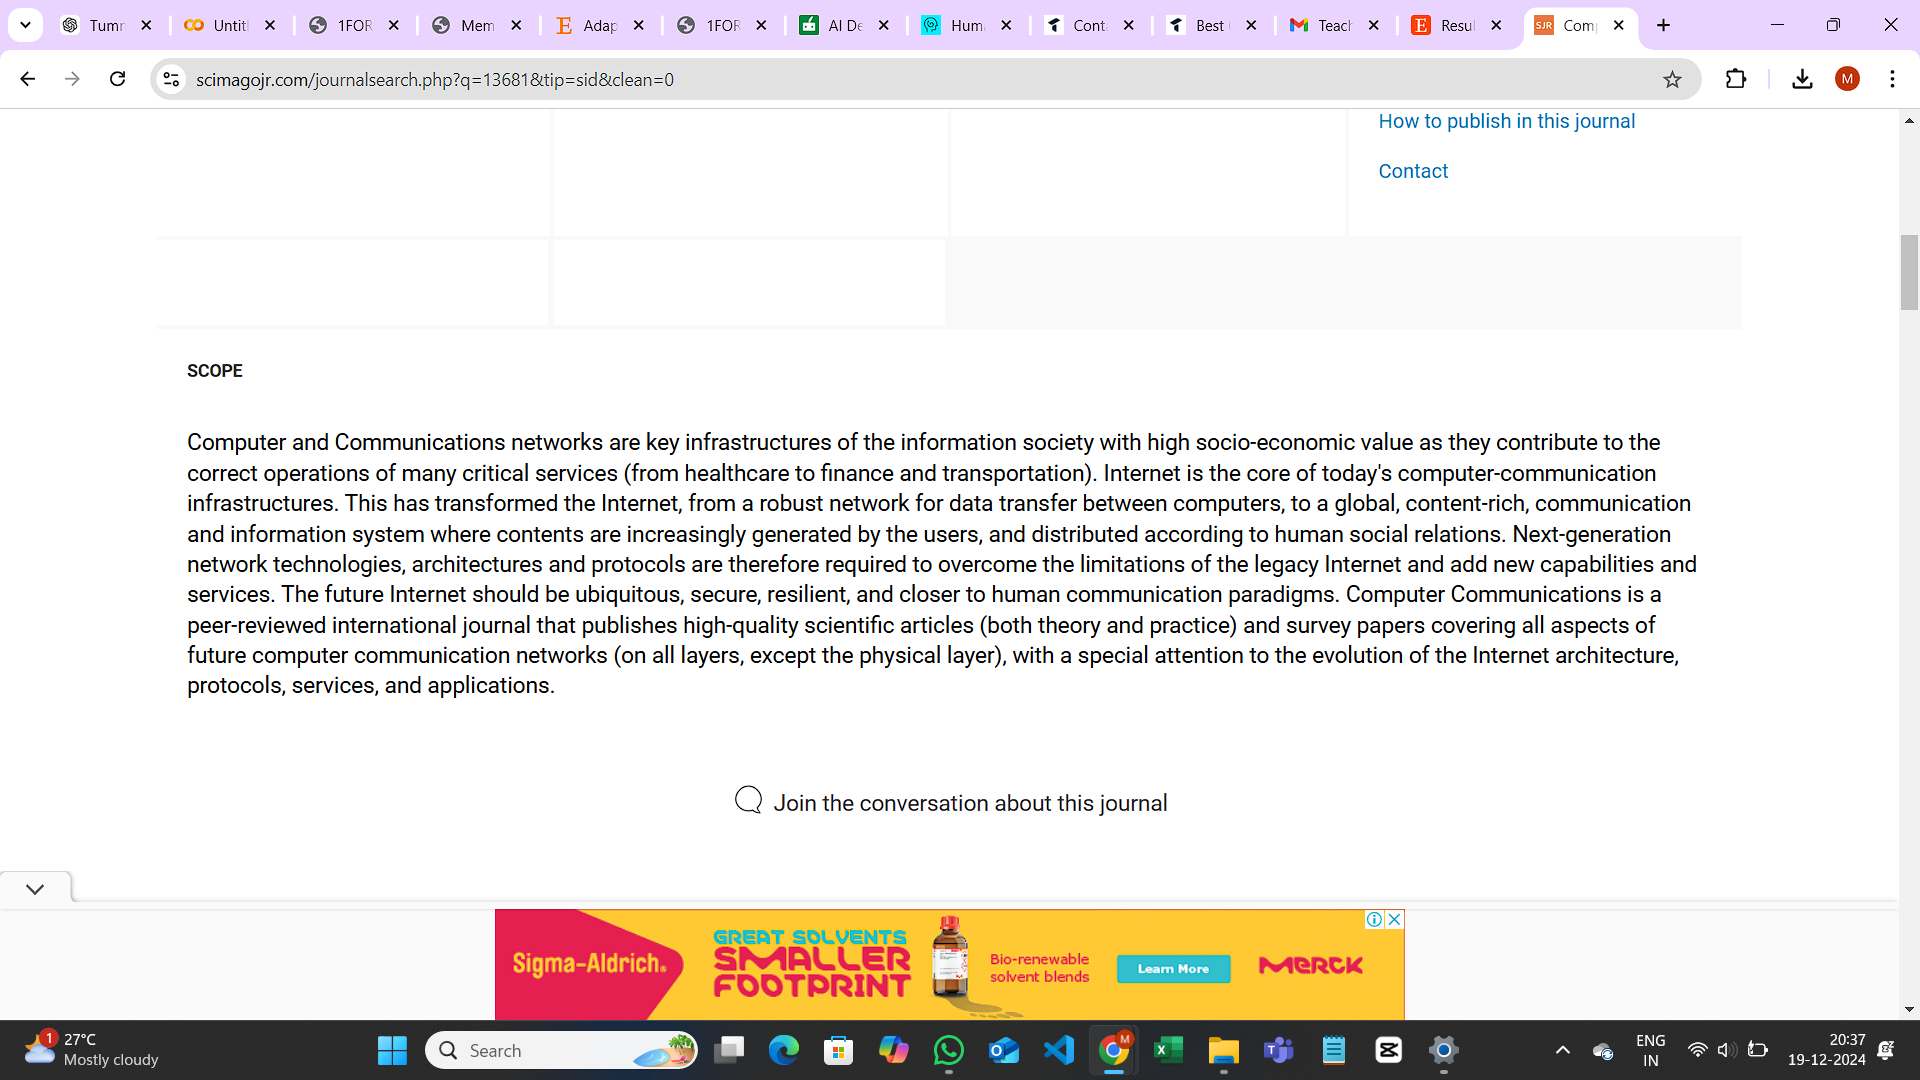 Tumr
Untitl
1FOR
Mem
Adap
1FOR
AI De
Huma
Conta
Best
Teach
Resul
SJR
Comp
scimagojr.com/journalsearch.php?q=13681&tip=sid&clean=0
M
How to publish in this journal
Contact
SCOPE
Computer and Communications networks are key infrastructures of the information society with high socio-economic value as they contribute to the
correct operations of many critical services (from healthcare to finance and transportation). Internet is the core of today's computer-communication
infrastructures. This has transformed the Internet, from a robust network for data transfer between computers, to a global, content-rich, communication
and information system where contents are increasingly generated by the users, and distributed according to human social relations. Next-generation
network technologies, architectures and protocols are therefore required to overcome the limitations of the legacy Internet and add new capabilities and
services. The future Internet should be ubiquitous, secure, resilient, and closer to human communication paradigms. Computer Communications is a
peer-reviewed international journal that publishes high-quality scientific articles (both theory and practice) and survey papers covering all aspects of
future computer communication networks (on all layers, except the physical layer), with a special attention to the evolution of the Internet architecture,
protocols, services, and applications.
Join the conversation about this journal
Sigma-Aldrich®
GREAT SOLVENTS
SMALLER
FOOTPRINT
Bio-renewable
solvent blends
Learn More
MERCK
1
27°C
Mostly cloudy
Search
M
ENG
IN
20:37
19-12-2024